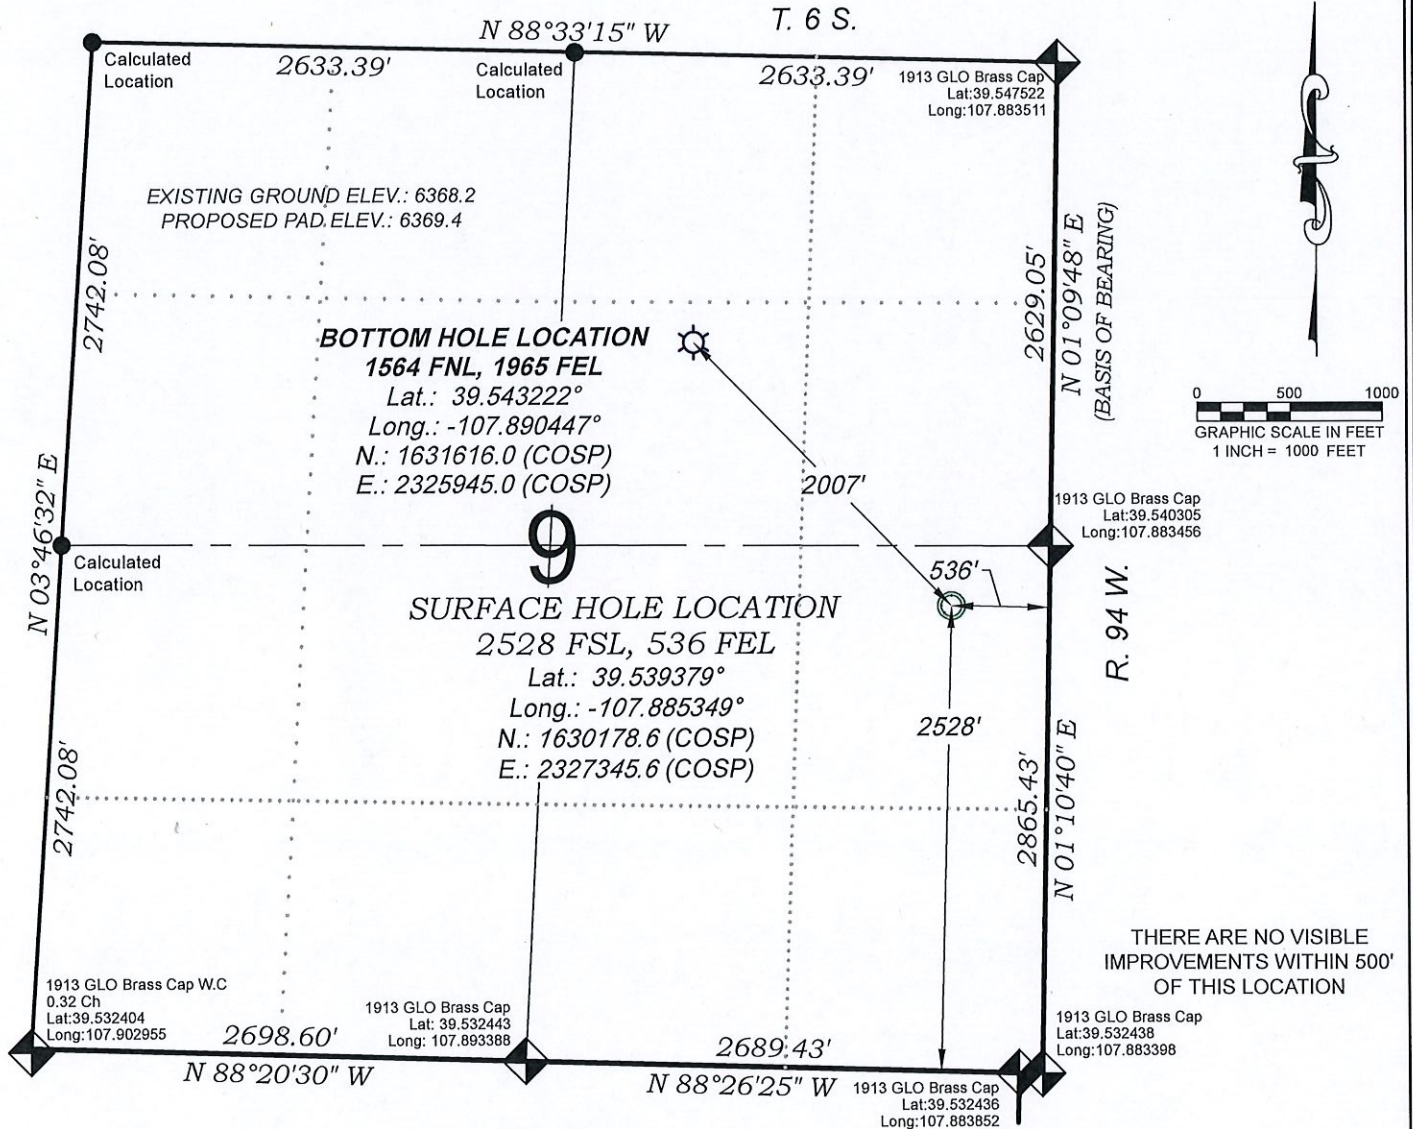 T. 6 S.
N 88°33'15" W
Calculated
Location
2633.39'
Calculated
Location
2633.39'
1913 GLO Brass Cap
Lat:39.547522
Long:107.883511
EXISTING GROUND ELEV.: 6368.2
PROPOSED PAD ELEV.: 6369.4
2742.08'
2629.05'
N 01°09'48" E
(BASIS OF BEARING)
0 500 1000
GRAPHIC SCALE IN FEET
1 INCH = 1000 FEET
BOTTOM HOLE LOCATION
1564 FNL, 1965 FEL
Lat.: 39.543222°
Long.: -107.890447°
N.: 1631616.0 (COSP)
E.: 2325945.0 (COSP)
2007'
1913 GLO Brass Cap
Lat:39.540305
Long:107.883456
N 03°46'32" E
Calculated
Location
9
536'
R. 94 W.
SURFACE HOLE LOCATION
2528 FSL, 536 FEL
Lat.: 39.539379°
Long.: -107.885349°
N.: 1630178.6 (COSP)
E.: 2327345.6 (COSP)
2528'
2742.08'
2865.43'
N 01°10'40" E
THERE ARE NO VISIBLE
IMPROVEMENTS WITHIN 500'
OF THIS LOCATION
1913 GLO Brass Cap W.C
0.32 Ch
Lat:39.532404
Long:107.902955
2698.60'
N 88°20'30" W
1913 GLO Brass Cap
Lat: 39.532443
Long: 107.893388
2689.43'
N 88°26'25" W
1913 GLO Brass Cap
Lat:39.532436
Long:107.883852
1913 GLO Brass Cap
Lat:39.532438
Long:107.883398